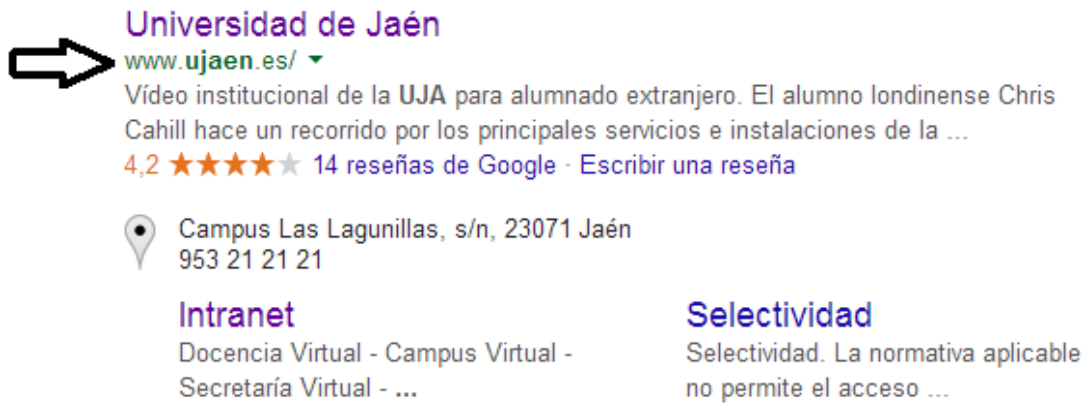 Universidad de Jaén
www.ujaen.es/
Vídeo institucional de la UJA para alumnado extranjero. El alumno londinense Chris
Cahill hace un recorrido por los principales servicios e instalaciones de la ...
4,2 ★★★★★ 14 reseñas de Google · Escribir una reseña
Campus Las Lagunillas, s/n, 23071 Jaén
953 21 21 21
Intranet
Docencia Virtual - Campus Virtual -
Secretaría Virtual - ...
Selectividad
Selectividad. La normativa aplicable
no permite el acceso ...